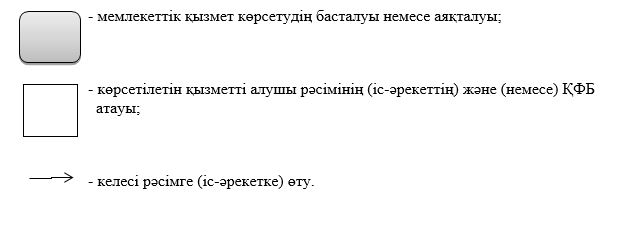 - мемлекеттік қызмет көрсетудің басталуы немесе аяқталуы;
- көрсетілетін қызметті алушы рәсімінің (іс-әрекеттің) және (немесе) ҚФБ
атауы;
- келесі рәсімге (іс-әрекетке) өту.